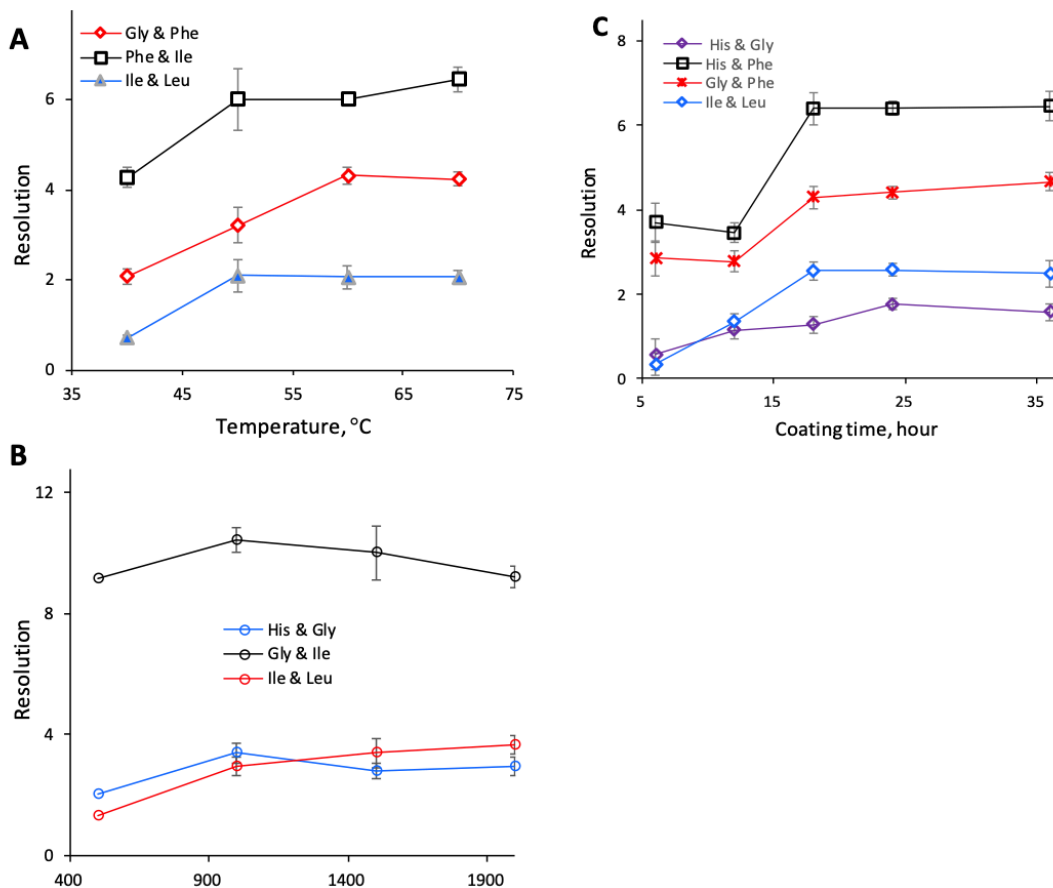 A
Gly & Phe
Phe & Ile
Ile & Leu
6
4
2
0
Resolution
35
45
55
65
75
Temperature, °C
C
His & Gly
His & Phe
Gly & Phe
Ile & Leu
8
6
4
2
0
Resolution
5
15
25
35
Coating time, hour
B
12
8
4
0
Resolution
His & Gly
Gly & Ile
Ile & Leu
400
900
1400
1900